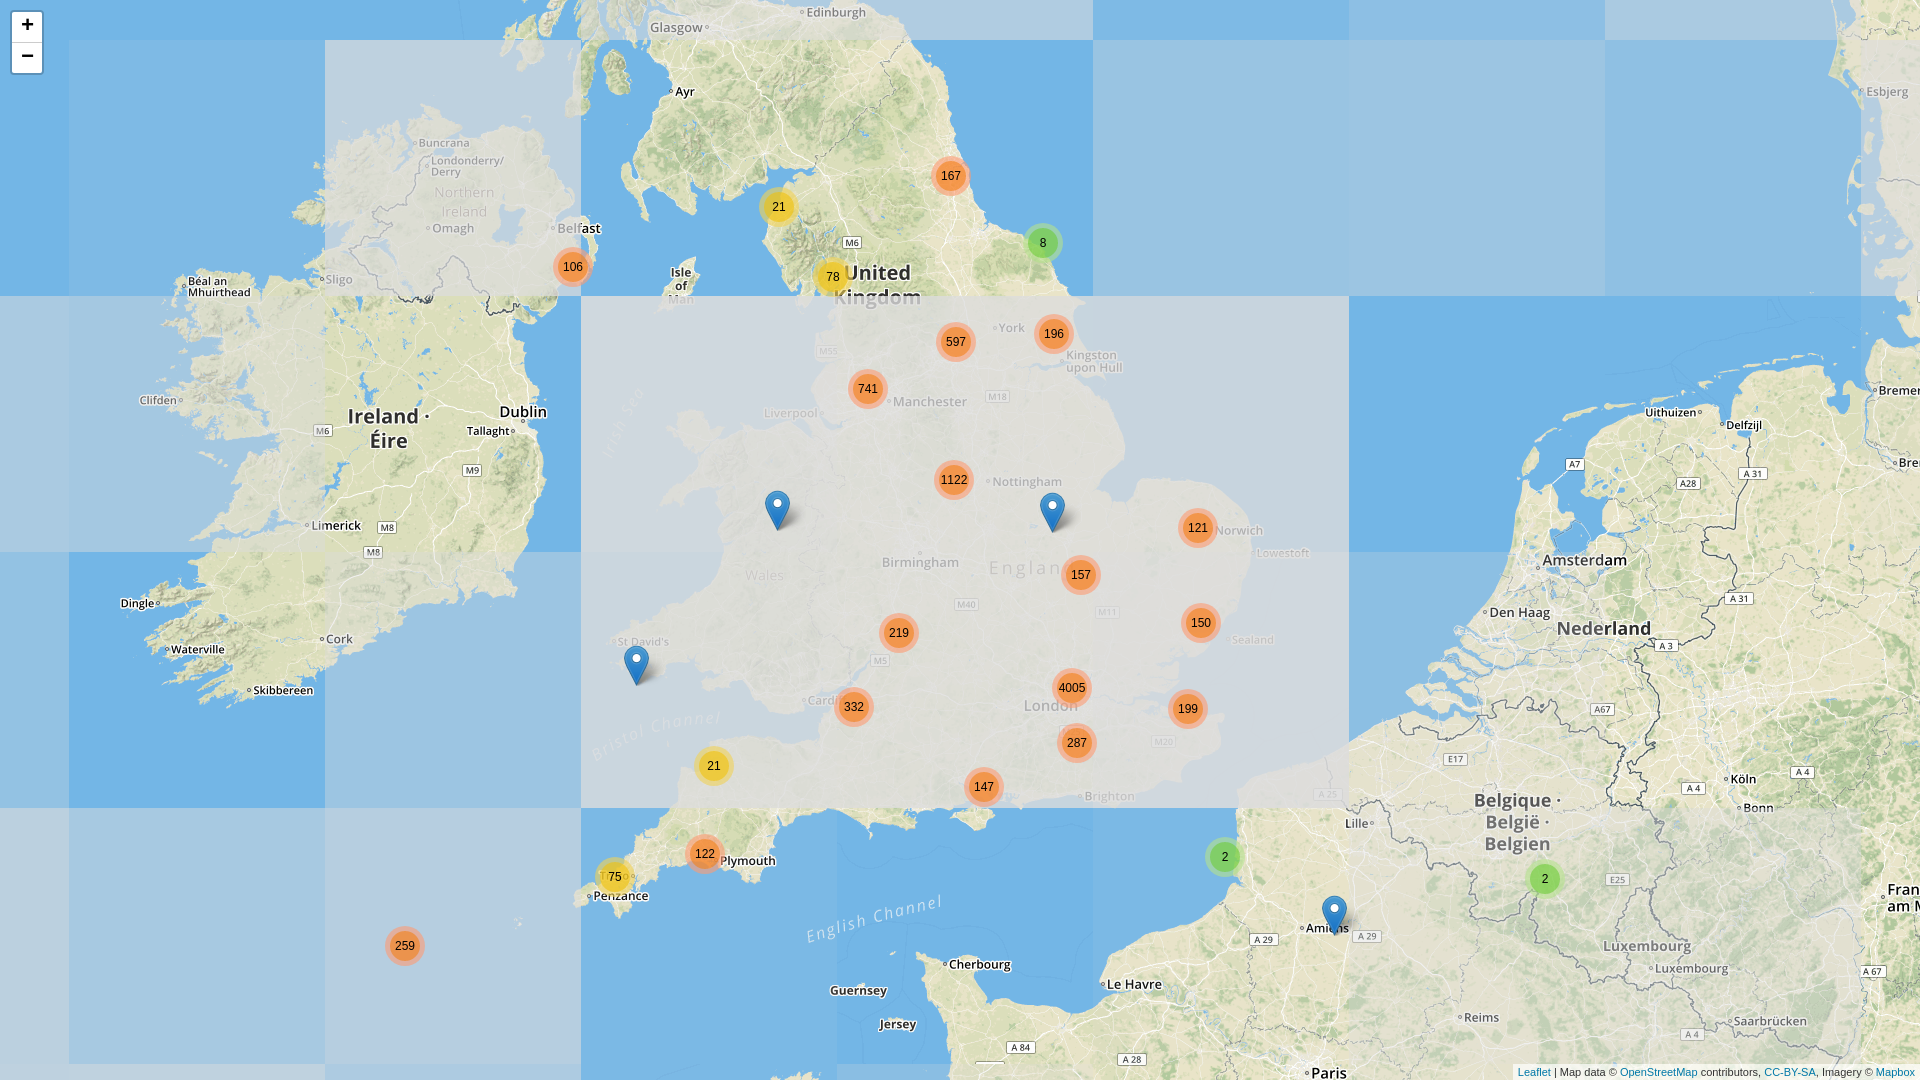 +
−
Edinburgh
Glasgow
Ayr
Esbjerg
Buncrana
Londonderry/
Derry
Northern
Ireland
Omagh
Belfast
167
21
8
M6
106
78
United
Kingdom
Isle
of
Man
Sligo
Béal an
Mhuirthead
597
York
196
M55
Kingston
upon Hull
741
Manchester
M18
Liverpool
Irish Sea
Clifden
Ireland ·
Éire
Dublin
Tallaght
M6
M9
Limerick
M8
M8
Uithuizen
Delfzijl
A7
A 31
A28
1122
Nottingham
121
Norwich
Lowestoft
Birmingham
Wales
157
M40
M11
Amsterdam
A 31
Den Haag
Nederland
A 3
Dingle
Waterville
Cork
Skibbereen
219
150
Sealand
St David's
M5
4005
London
332
199
287
M20
Bristol Channel
A67
E17
21
147
Brighton
A 25
Köln
A 4
A 4
Bonn
Belgique ·
België ·
Belgien
Lille
122
Plymouth
75
Penzance
2
2
E25
English Channel
Amiens
A 29
A 29
Luxembourg
Luxembourg
259
Cherbourg
Guernsey
Jersey
Le Havre
A 67
Reims
Saarbrücken
A 4
A 84
A 28
Paris
Leaflet | Map data © OpenStreetMap contributors, CC-BY-SA, Imagery © Mapbox